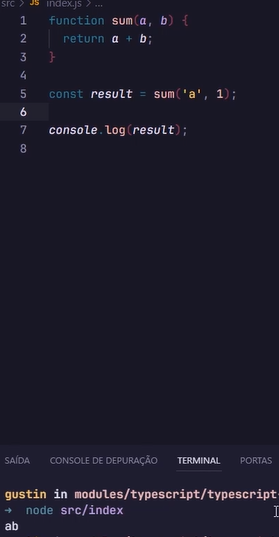 src > JS index.js > ...
1 function sum(a, b) {
2 return a + b;
3 }
4
5 const result = sum('a', 1);
6
7 console.log(result);
8
SAÍDA CONSOLE DE DEPURAÇÃO TERMINAL PORTAS
gustin in modules/typescript/typescript-
→ node src/index
ab